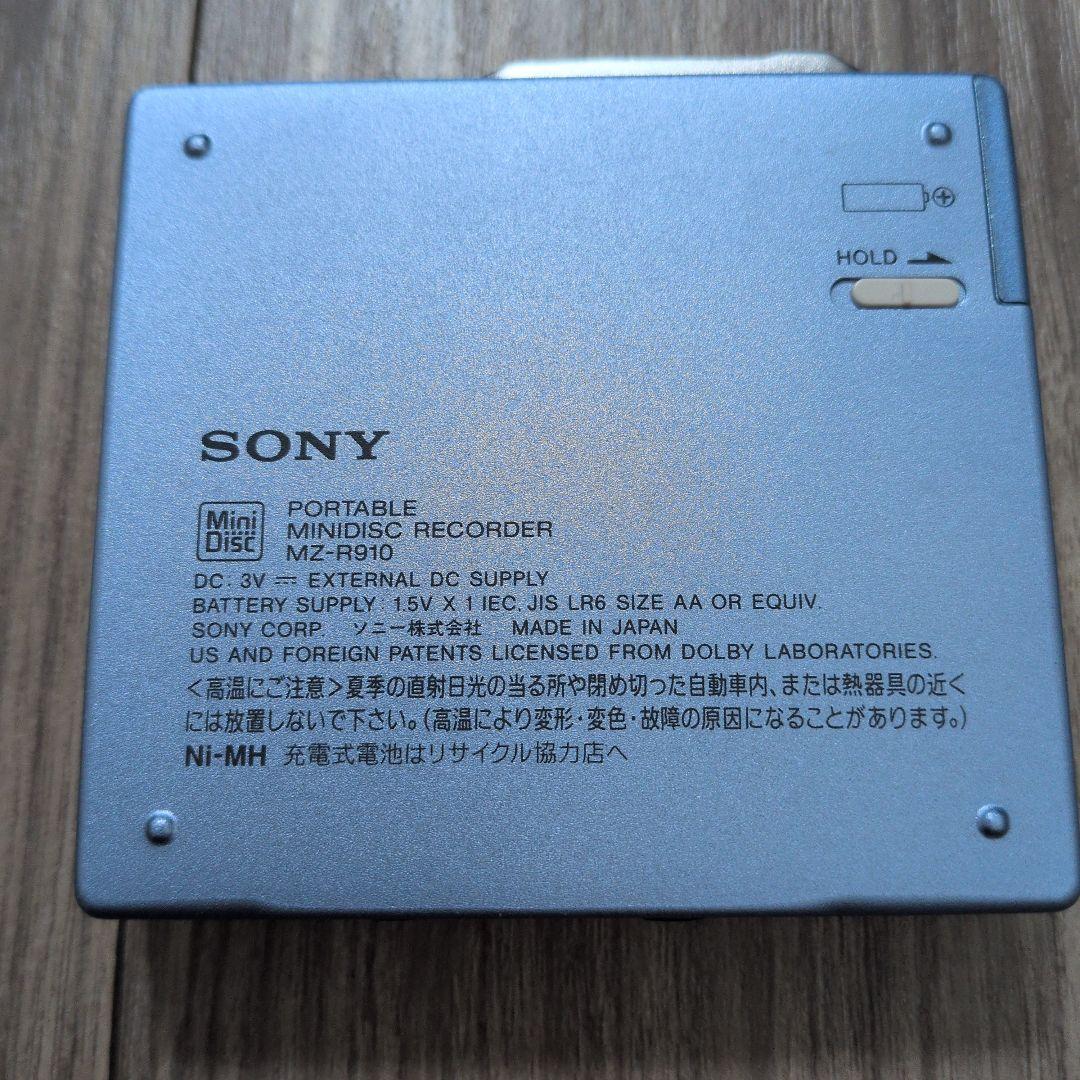 HOLD
SONY
Mini Disc
PORTABLE
MINIDISC RECORDER
MZ-R910
DC: 3V ⎓ EXTERNAL DC SUPPLY
BATTERY SUPPLY: 1.5V X 1 IEC, JIS LR6 SIZE AA OR EQUIV.
SONY CORP. ソニー株式会社 MADE IN JAPAN
US AND FOREIGN PATENTS LICENSED FROM DOLBY LABORATORIES.
<高温にご注意>夏季の直射日光の当る所や閉め切った自動車内、または熱器具の近く
には放置しないで下さい。(高温により変形・変色・故障の原因になることがあります。)
Ni-MH 充電式電池はリサイクル協力店へ